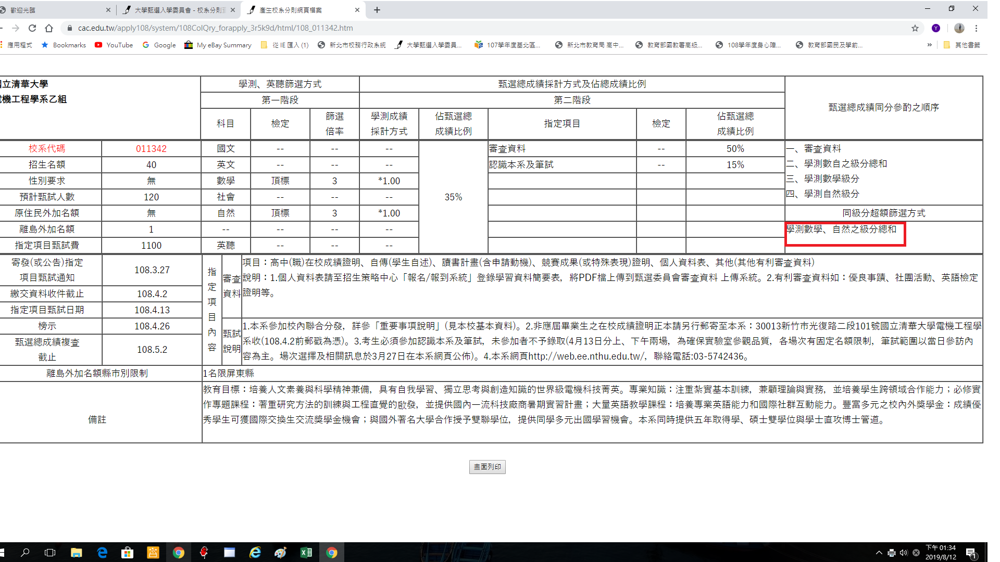 歡迎光臨
大學甄選入學委員會 - 校系分則
產生校系分則網頁檔案
cac.edu.tw/apply108/system/108ColQry_forapply_3r5k9d/html/108_011342.htm
應用程式 Bookmarks YouTube Google My eBay Summary 從 IE 匯入 (1) 新北市校務行政系統 大學甄選入學委員... 107學年度基北區... 新北市教育局 高中... 教育部國教署高級... 108學年度身心障... 教育部國民及學前... » 其他書籤
立清華大學
機工程學系乙組
學測、英聽篩選方式 甄選總成績採計方式及佔總成績比例
第一階段 第二階段
甄選總成績同分參酌之順序
科目 檢定 篩選倍率 學測成績採計方式 佔甄選總成績比例 指定項目 檢定 佔甄選總成績比例
校系代碼 011342 國文 -- -- -- 審查資料 -- 50% 一、審查資料
招生名額 40 英文 -- -- -- 認識本系及筆試 -- 15% 二、學測數自之級分總和
性別要求 無 數學 頂標 3 *1.00 三、學測數學級分
預計甄試人數 120 社會 -- -- -- 35% 四、學測自然級分
原住民外加名額 無 自然 頂標 3 *1.00 同級分超額篩選方式
離島外加名額 1 -- -- -- -- 學測數學、自然之級分總和
指定項目甄試費 1100 英聽 -- -- --
寄發(或公告)指定
項目甄試通知 108.3.27
繳交資料收件截止 108.4.2
指定項目甄試日期 108.4.13
榜示 108.4.26
甄選總成績複查
截止 108.5.2
指定項目內容
審查資料
項目：高中(職)在校成績證明、自傳(學生自述)、讀書計畫(含申請動機)、競賽成果(或特殊表現)證明、個人資料表、其他(其他有利審查資料)
說明：1.個人資料表請至招生策略中心「報名/報到系統」登錄學習資料簡要表，將PDF檔上傳到甄選委員會審查資料 上傳系統。2.有利審查資料如：優良事蹟、社團活動、英語檢定
證明等。
甄試說明
1.本系參加校內聯合分發，詳參「重要事項說明」(見本校基本資料)。2.非應屆畢業生之在校成績證明正本請另行郵寄至本系：30013新竹市光復路二段101號國立清華大學電機工程學
系收(108.4.2前郵戳為憑)。3.考生必須參加認識本系及筆試，未參加者不予錄取(4月13日分上、下午兩場，為確保實驗室參觀品質，各場次有固定名額限制，筆試範圍以當日參訪內
容為主。場次選擇及相關訊息於3月27日在本系網頁公佈)。4.本系網頁http://web.ee.nthu.edu.tw/，聯絡電話:03-5742436。
離島外加名額縣市別限制 1名限屏東縣
備註
教育目標：培養人文素養與科學精神兼備，具有自我學習、獨立思考與創造知識的世界級電機科技菁英。專業知識：注重紮實基本訓練，兼顧理論與實務，並培養學生跨領域合作能力；必修實
作專題課程：著重研究方法的訓練與工程直覺的啟發，並提供國內一流科技廠商暑期實習計畫；大量英語教學課程：培養專業英語能力和國際社群互動能力。豐富多元之校內外獎學金：成績優
秀學生可獲國際交換生交流獎學金機會；與國外著名大學合作授予雙聯學位，提供同學多元出國學習機會。本系同時提供五年取得學、碩士雙學位與學士直攻博士管道。
畫面列印
下午 01:34
2019/8/12
1